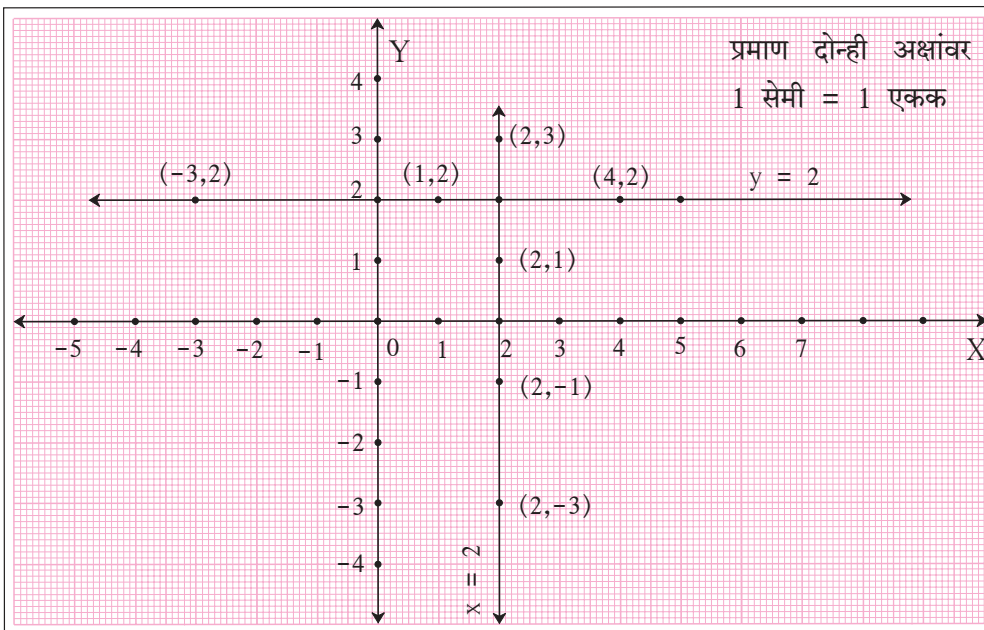 Y
प्रमाण दोन्ही अक्षांवर
1 सेमी = 1 एकक
4
3
(2,3)
(-3,2)
(1,2)
(4,2)
y = 2
2
1
(2,1)
-5 -4 -3 -2 -1 0 1 2 3 4 5 6 7 X
-1
(2,-1)
-2
-3
(2,-3)
-4
x = 2